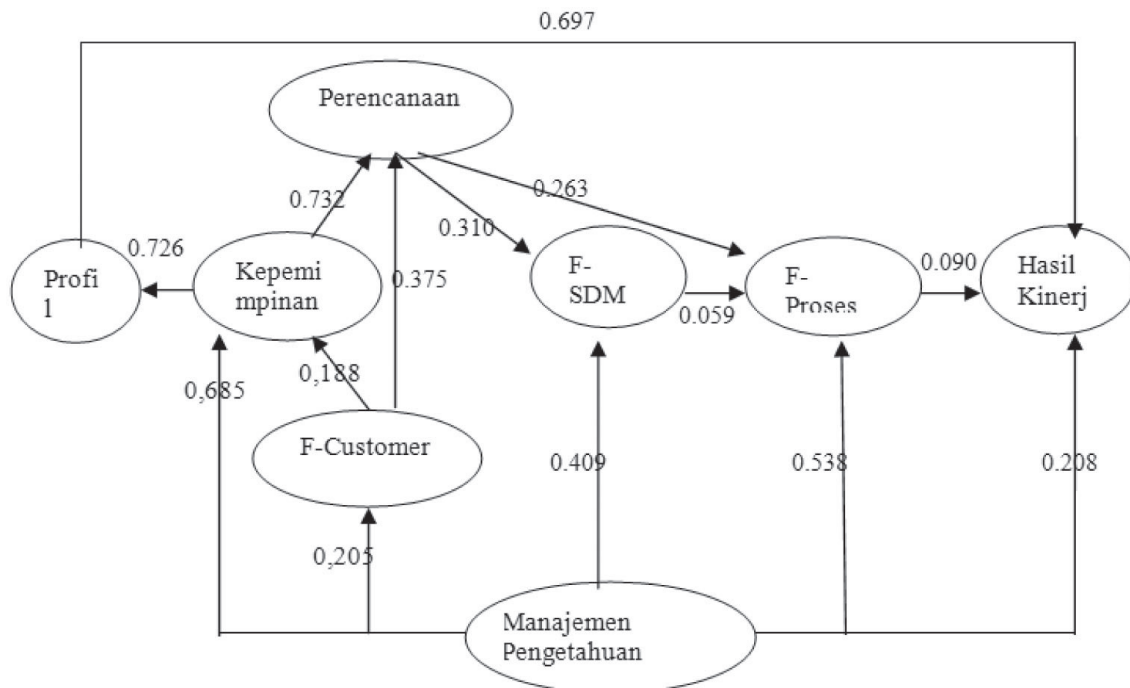 0.697
Perencanaan
0.732
0.263
0.310
0.726
Profi
l
Kepemi
mpinan
0.375
F-
SDM
0.059
F-
Proses
0.090
Hasil
Kinerj
0,685
0,188
F-Customer
0.409
0.538
0.208
0,205
Manajemen
Pengetahuan